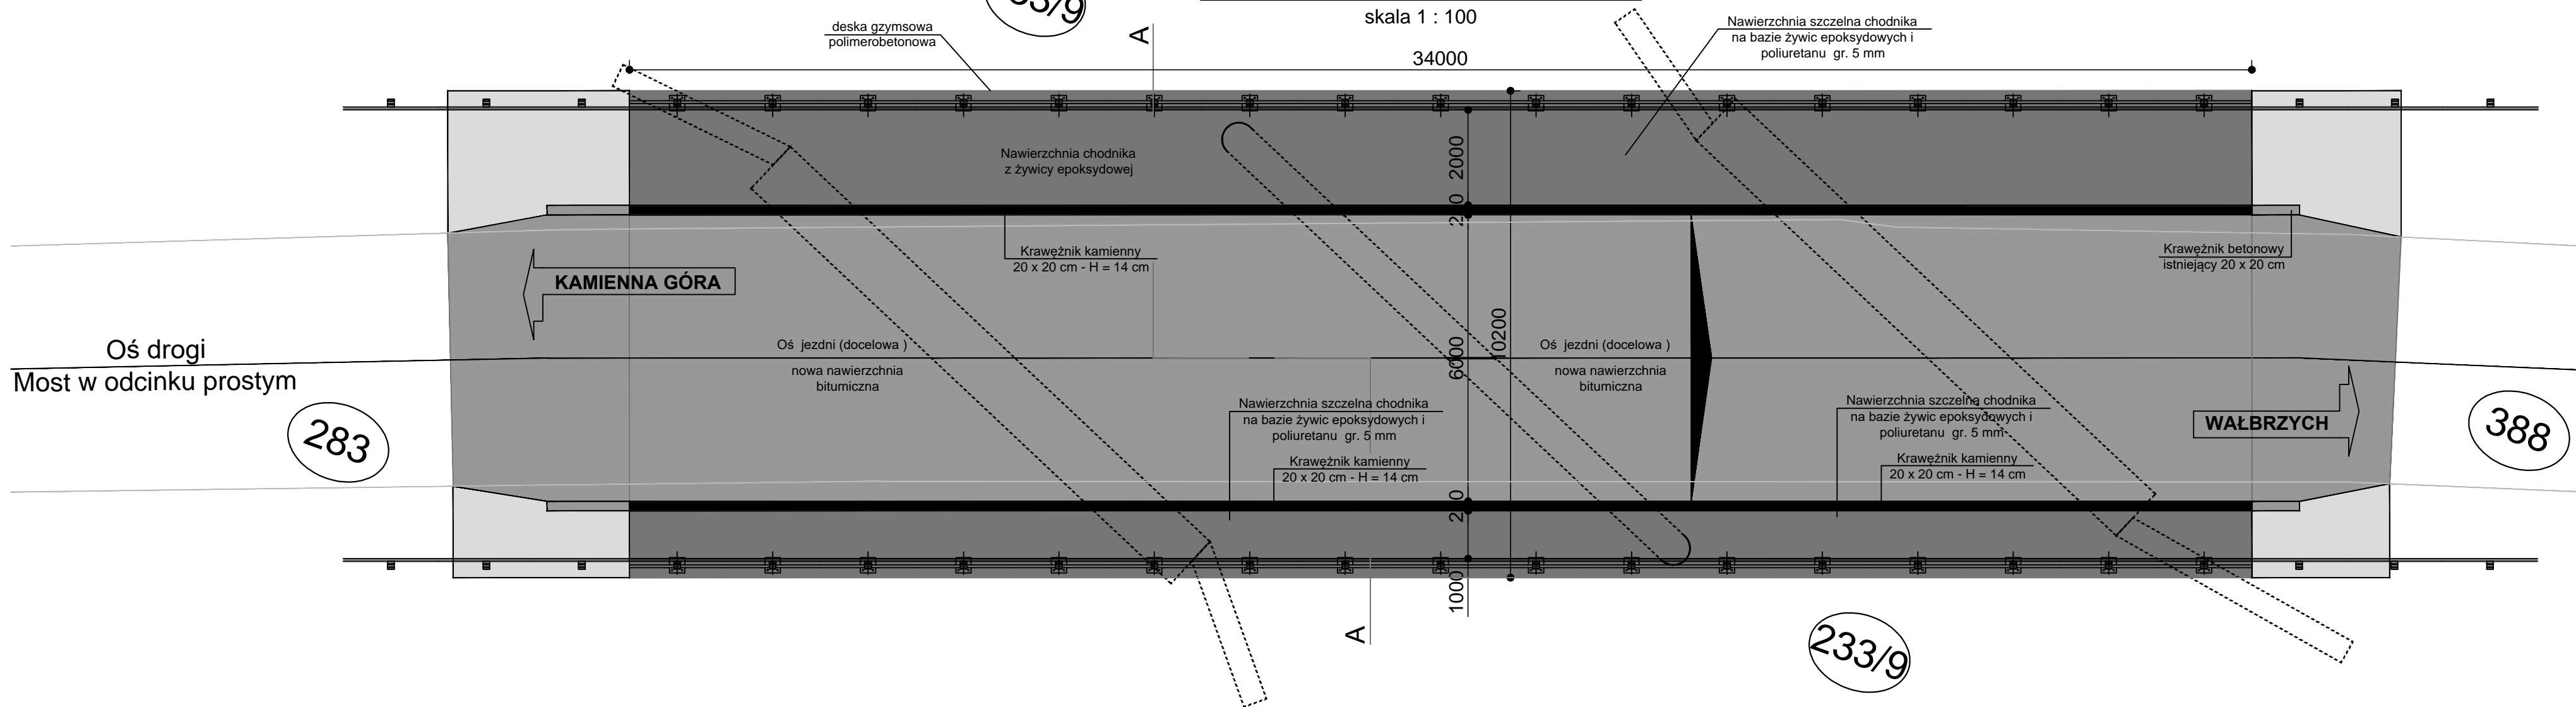 33/9
skala 1 : 100
deska gzymsowa
polimerobetonowa
A
Nawierzchnia szczelna chodnika
na bazie żywic epoksydowych i
poliuretanu gr. 5 mm
34000
Nawierzchnia chodnika
z żywicy epoksydowej
2000
Krawężnik kamienny
20 x 20 cm - H = 14 cm
Krawężnik betonowy
istniejący 20 x 20 cm
KAMIENNA GÓRA
Oś drogi
Most w odcinku prostym
Oś jezdni (docelowa )
nowa nawierzchnia
bitumiczna
6000
10200
Oś jezdni (docelowa )
nowa nawierzchnia
bitumiczna
Nawierzchnia szczelna chodnika
na bazie żywic epoksydowych i
poliuretanu gr. 5 mm
Krawężnik kamienny
20 x 20 cm - H = 14 cm
Nawierzchnia szczelna chodnika
na bazie żywic epoksydowych i
poliuretanu gr. 5 mm
Krawężnik kamienny
20 x 20 cm - H = 14 cm
WAŁBRZYCH
283
388
1000
A
233/9